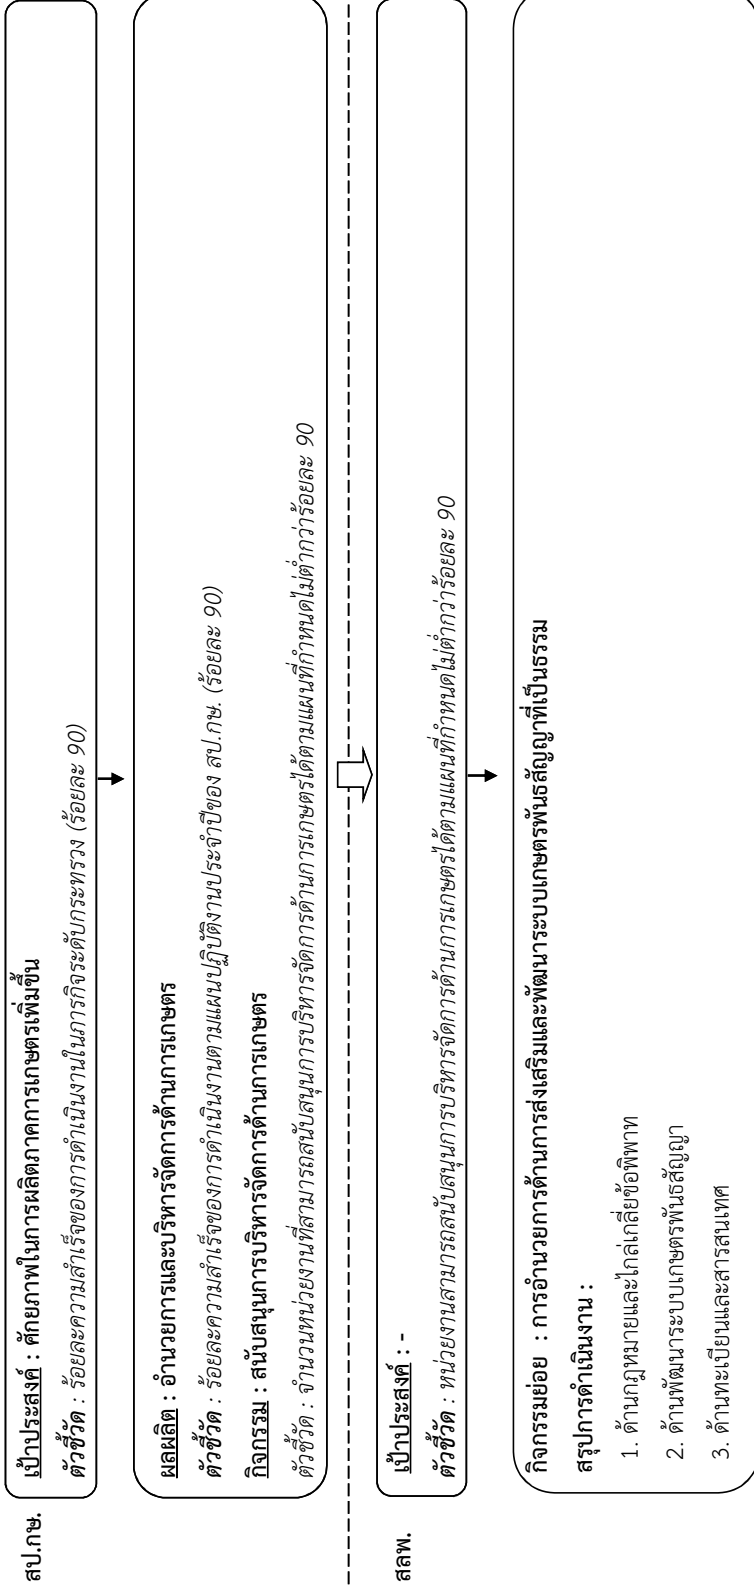 สป.กษ.
เป้าประสงค์ : ศักยภาพในการผลิตภาคการเกษตรเพิ่มขึ้น
ตัวชี้วัด : ร้อยละความสำเร็จของการดำเนินงานในภารกิจระดับกระทรวง (ร้อยละ 90)
ผลผลิต : อำนวยการและบริหารจัดการด้านการเกษตร
ตัวชี้วัด : ร้อยละความสำเร็จของการดำเนินงานตามแผนปฏิบัติงานประจำปีของ สป.กษ. (ร้อยละ 90)
กิจกรรม : สนับสนุนการบริหารจัดการด้านการเกษตร
ตัวชี้วัด : จำนวนหน่วยงานที่สามารถสนับสนุนการบริหารจัดการด้านการเกษตรได้ตามแผนที่กำหนดไม่ต่ำกว่าร้อยละ 90
สลพ.
เป้าประสงค์ : -
ตัวชี้วัด : หน่วยงานสามารถสนับสนุนการบริหารจัดการด้านการเกษตรได้ตามแผนที่กำหนดไม่ต่ำกว่าร้อยละ 90
กิจกรรมย่อย : การอำนวยการด้านการส่งเสริมและพัฒนาระบบเกษตรพันธสัญญาที่เป็นธรรม
สรุปการดำเนินงาน :
1. ด้านกฎหมายและไกล่เกลี่ยข้อพิพาท
2. ด้านพัฒนาระบบเกษตรพันธสัญญา
3. ด้านทะเบียนและสารสนเทศ